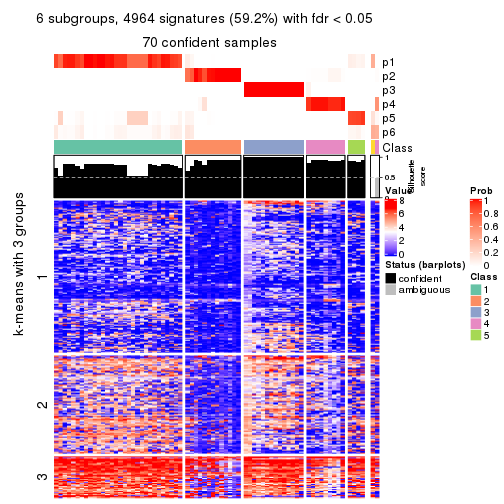 6 subgroups, 4964 signatures (59.2%) with fdr < 0.05
70 confident samples
p1
p2
p3
p4
p5
p6
Class
1
0.5
0
Silhouette
score
k-means with 3 groups
1
2
3
Value
8
6
4
2
0
Status (barplots)
confident
ambiguous
Prob
1
0.8
0.6
0.4
0.2
0
Class
1
2
3
4
5